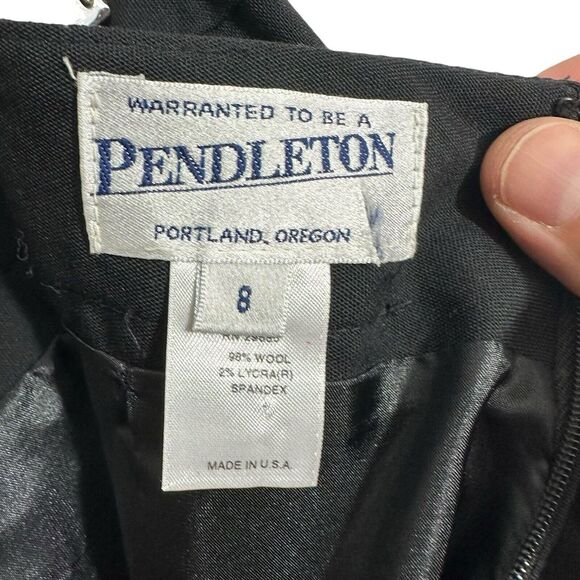 WARRANTED TO BE A
PENDLETON
PORTLAND, OREGON
8
98% WOOL
2% LYCRA(R)
SPANDEX
MADE IN U.S.A.